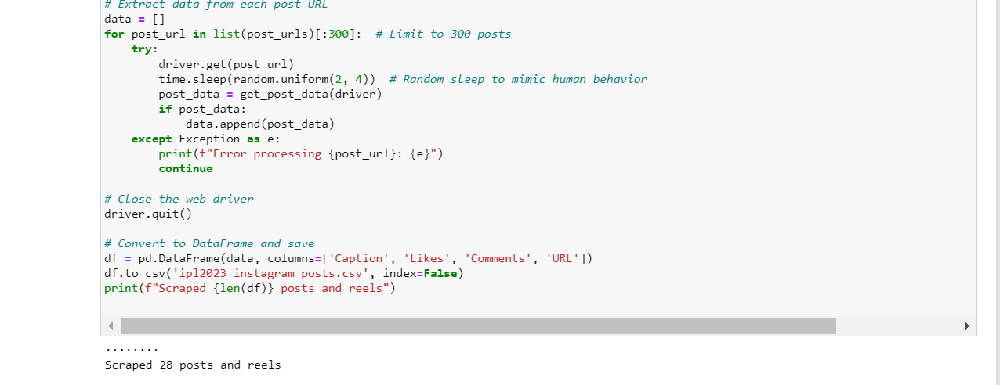 # Extract data from each post URL
data = []
for post_url in list(post_urls)[:300]:  # Limit to 300 posts
    try:
        driver.get(post_url)
        time.sleep(random.uniform(2, 4))  # Random sleep to mimic human behavior
        post_data = get_post_data(driver)
        if post_data:
            data.append(post_data)
    except Exception as e:
        print(f"Error processing {post_url}: {e}")
        continue

# Close the web driver
driver.quit()

# Convert to DataFrame and save
df = pd.DataFrame(data, columns=['Caption', 'Likes', 'Comments', 'URL'])
df.to_csv('ipl2023_instagram_posts.csv', index=False)
print(f"Scraped {len(df)} posts and reels")
........
Scraped 28 posts and reels